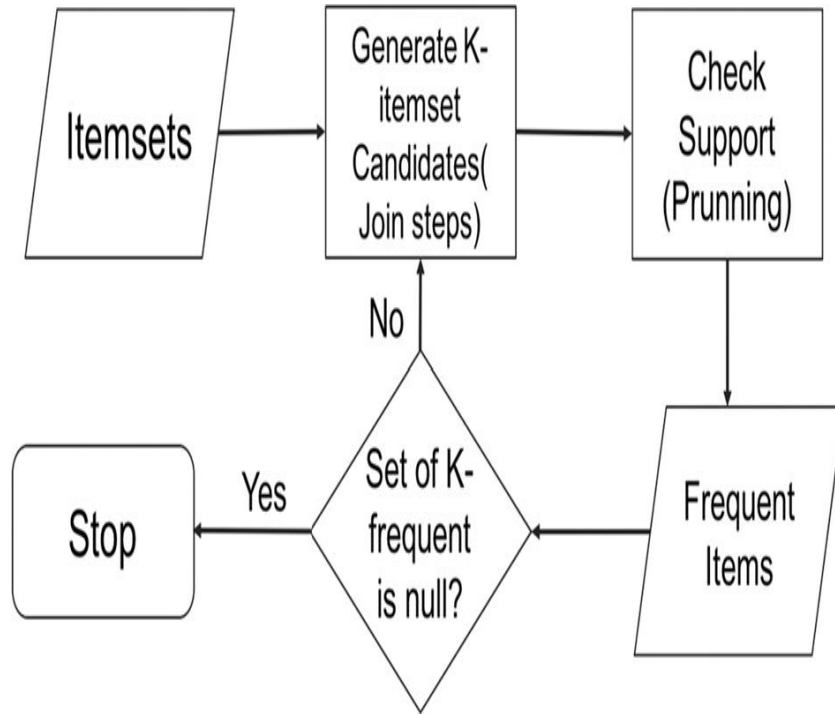 Itemsets
Generate K-
itemset
Candidates(
Join steps)
Check
Support
(Prunning)
Frequent
Items
Set of K-
frequent
is null?
No
Yes
Stop